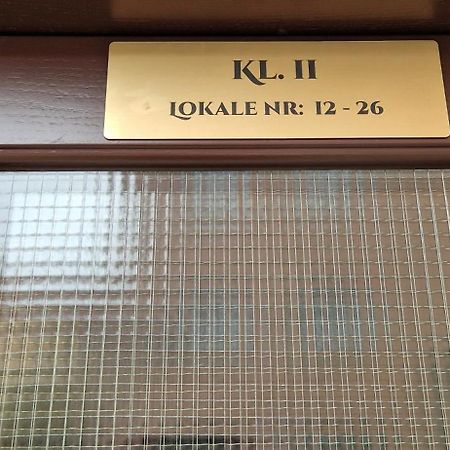 KL. II
LOKALE NR: 12 - 26